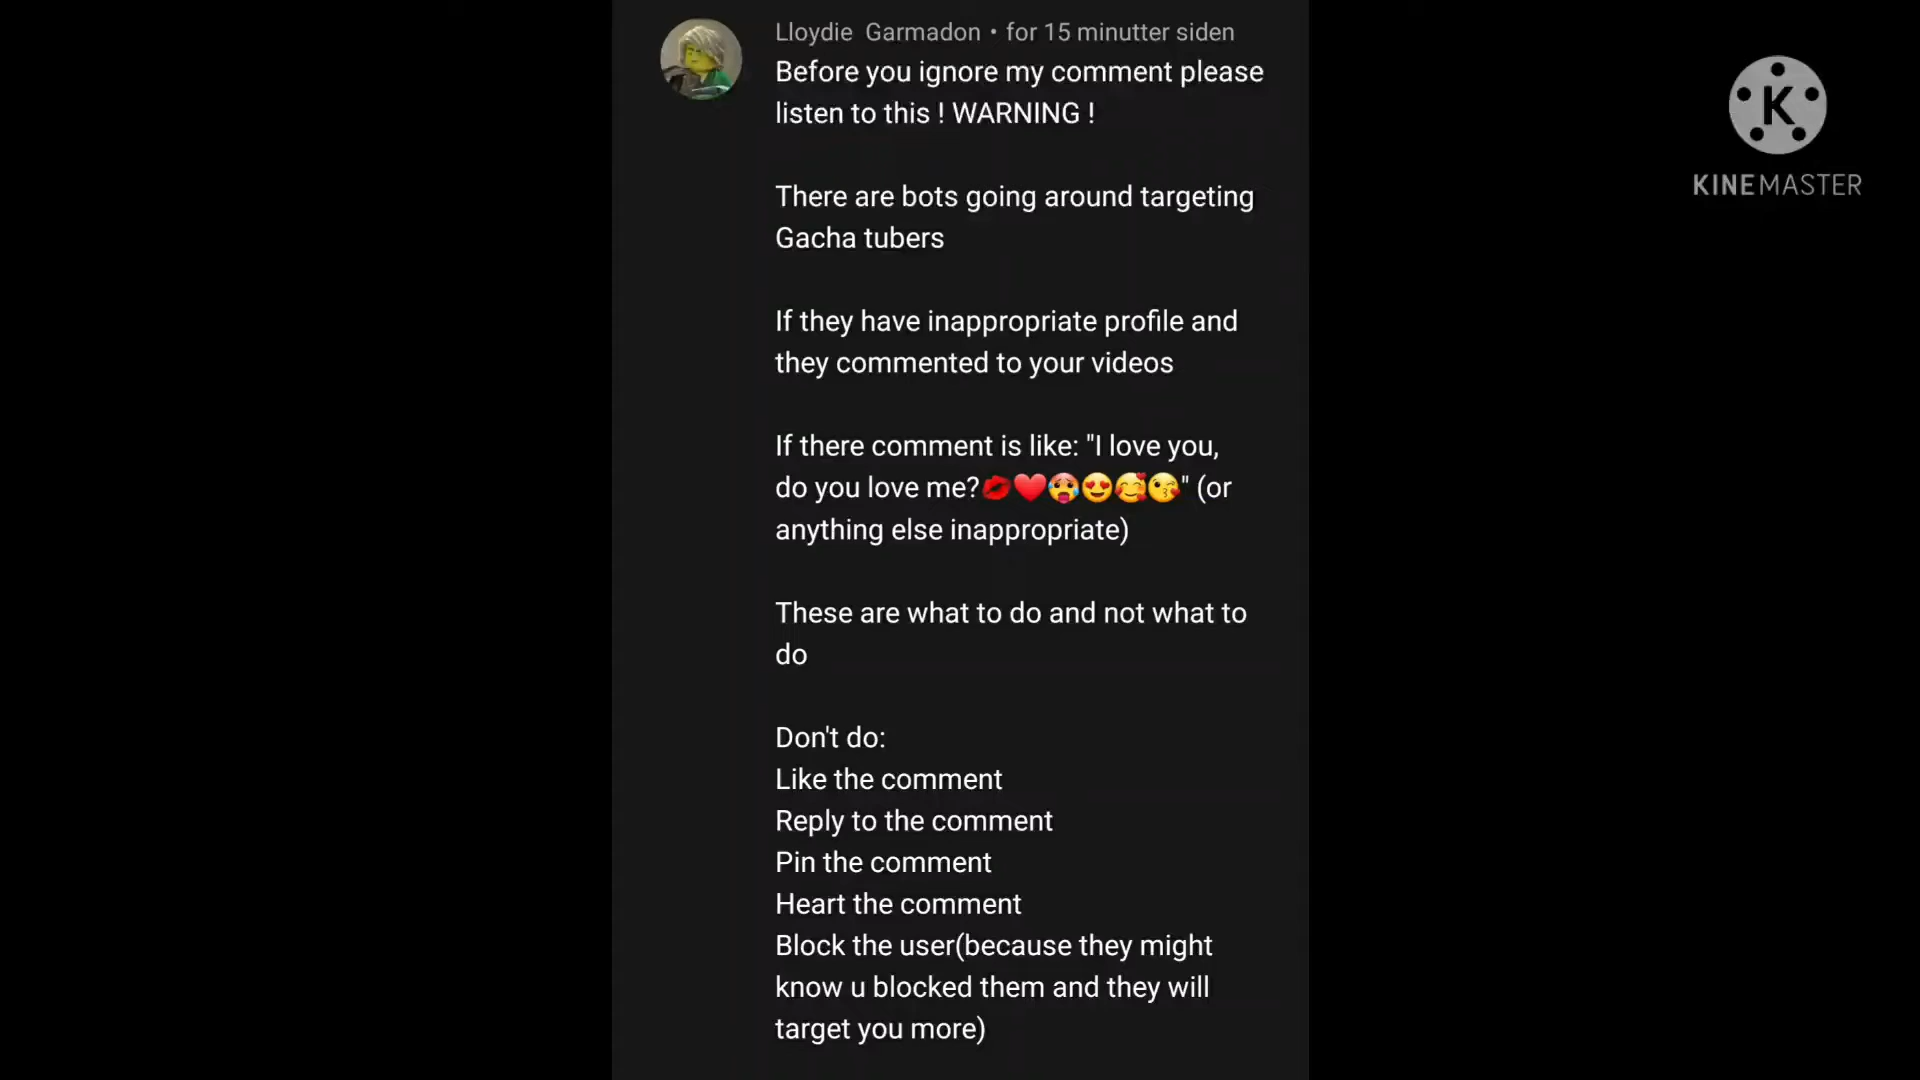 Lloydie Garmadon • for 15 minutter siden
Before you ignore my comment please
listen to this ! WARNING !
There are bots going around targeting
Gacha tubers
If they have inappropriate profile and
they commented to your videos
If there comment is like: "I love you,
do you love me?💋❤️🥵😍🥰😘" (or
anything else inappropriate)
These are what to do and not what to
do
Don't do:
Like the comment
Reply to the comment
Pin the comment
Heart the comment
Block the user(because they might
know u blocked them and they will
target you more)
K
KINEMASTER